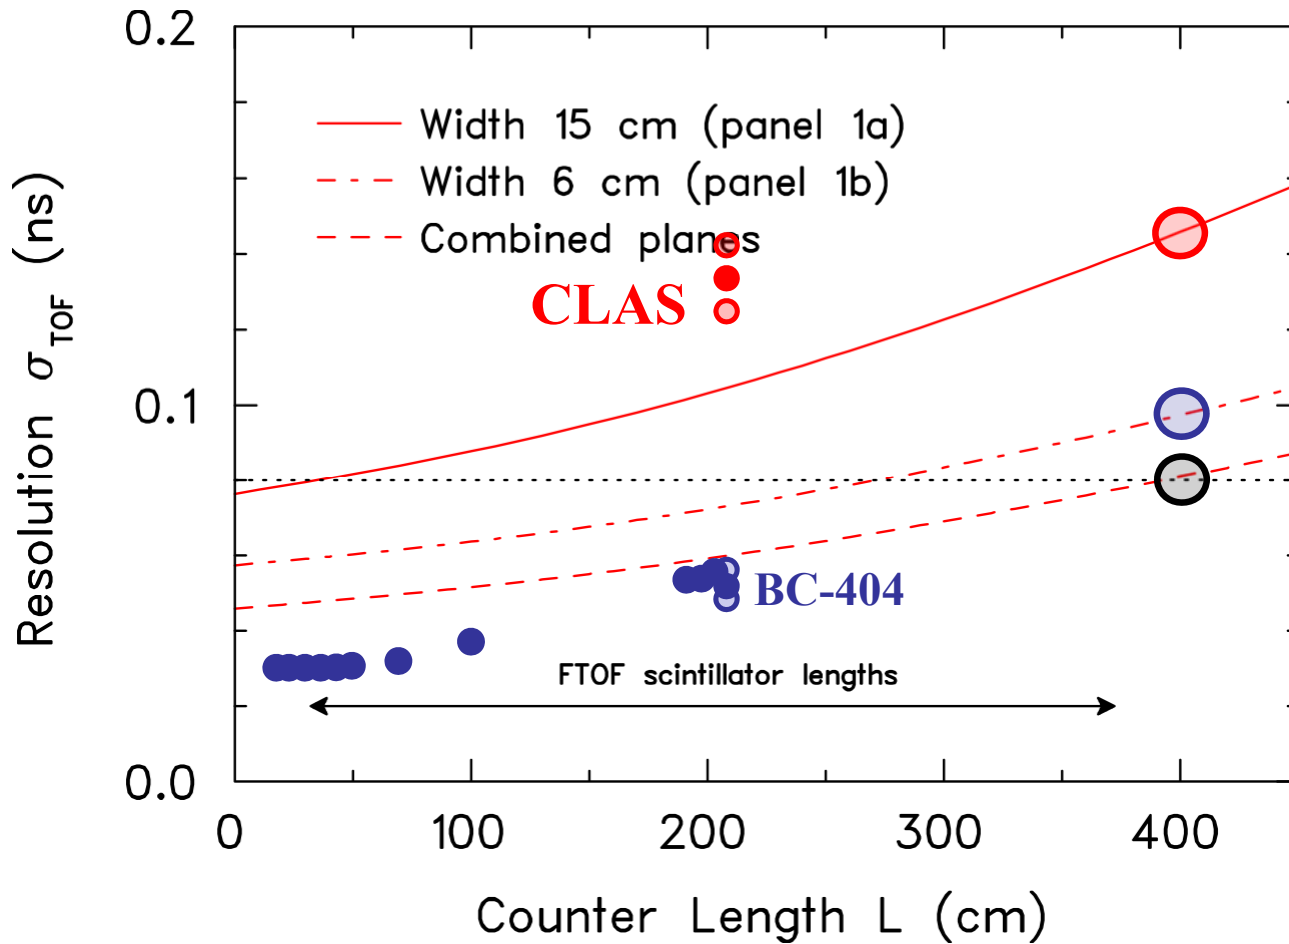 0.2
Width 15 cm (panel 1a)
Width 6 cm (panel 1b)
Combined planes
CLAS
Resolution σ TOF (ns)
0.1
BC-404
FTOF scintillator lengths
0.0
0 100 200 300 400
Counter Length L (cm)